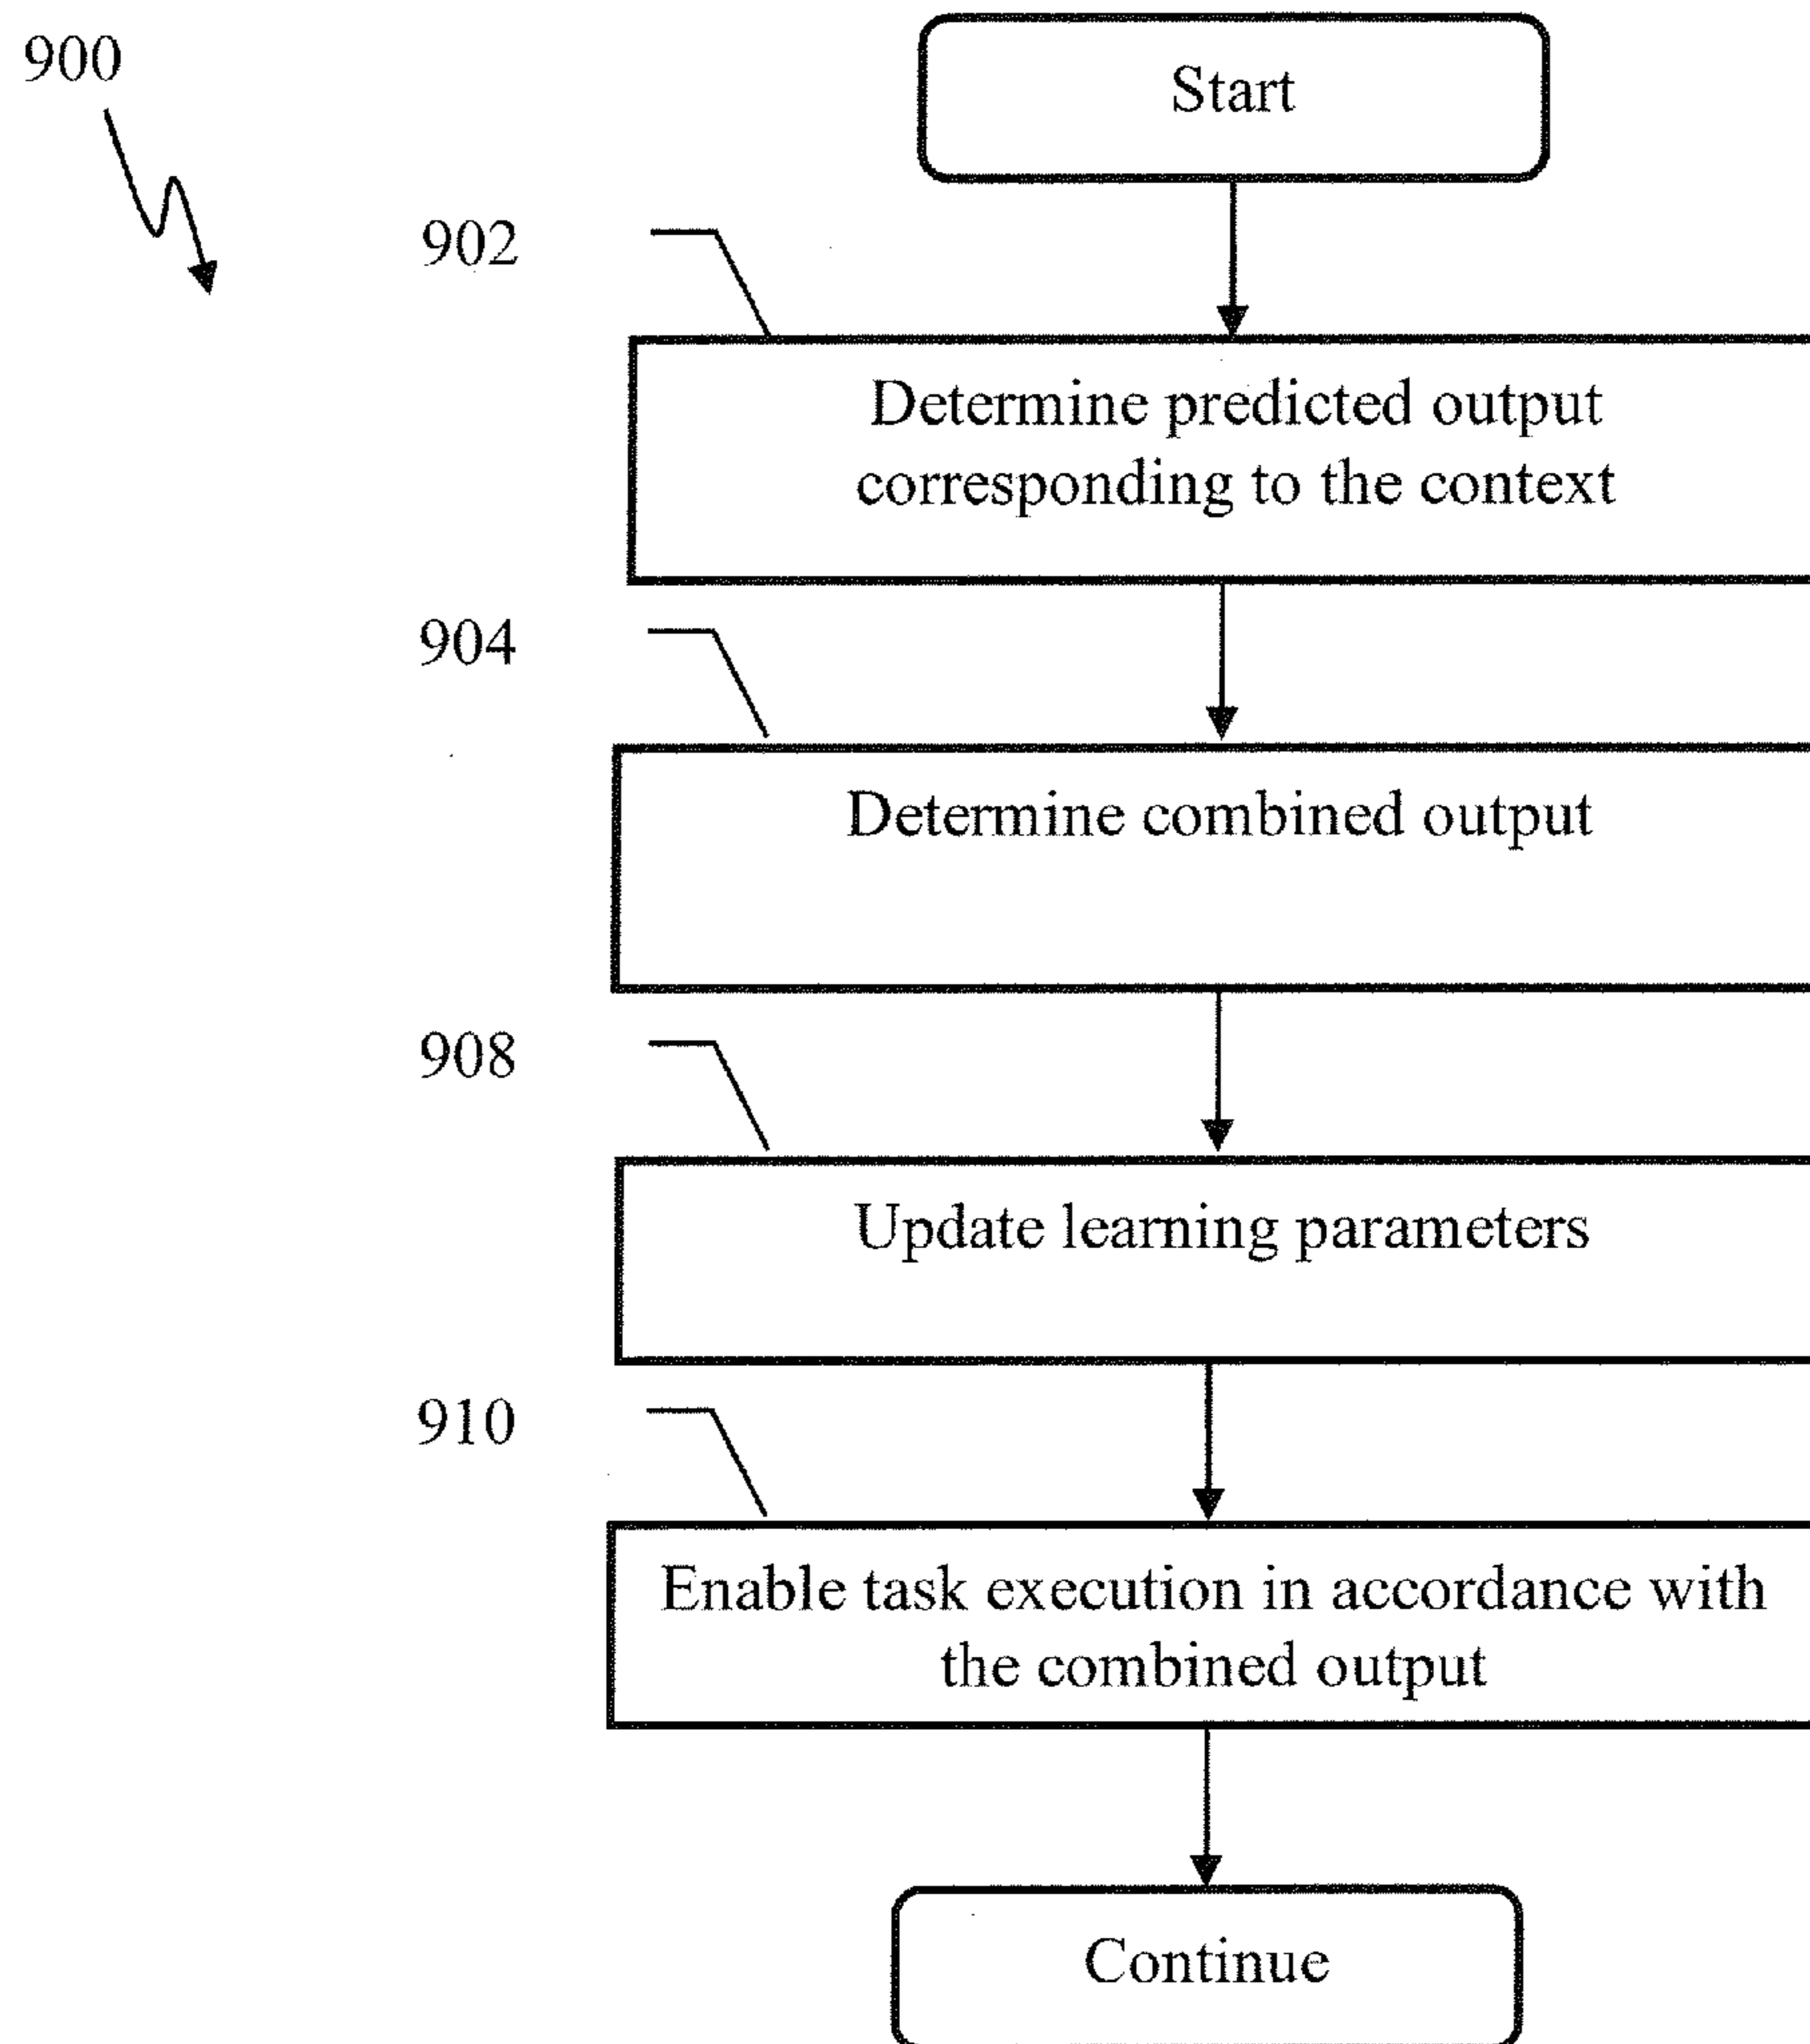 900
Start
902
Determine predicted output
corresponding to the context
904
Determine combined output
908
Update learning parameters
910
Enable task execution in accordance with
the combined output
Continue